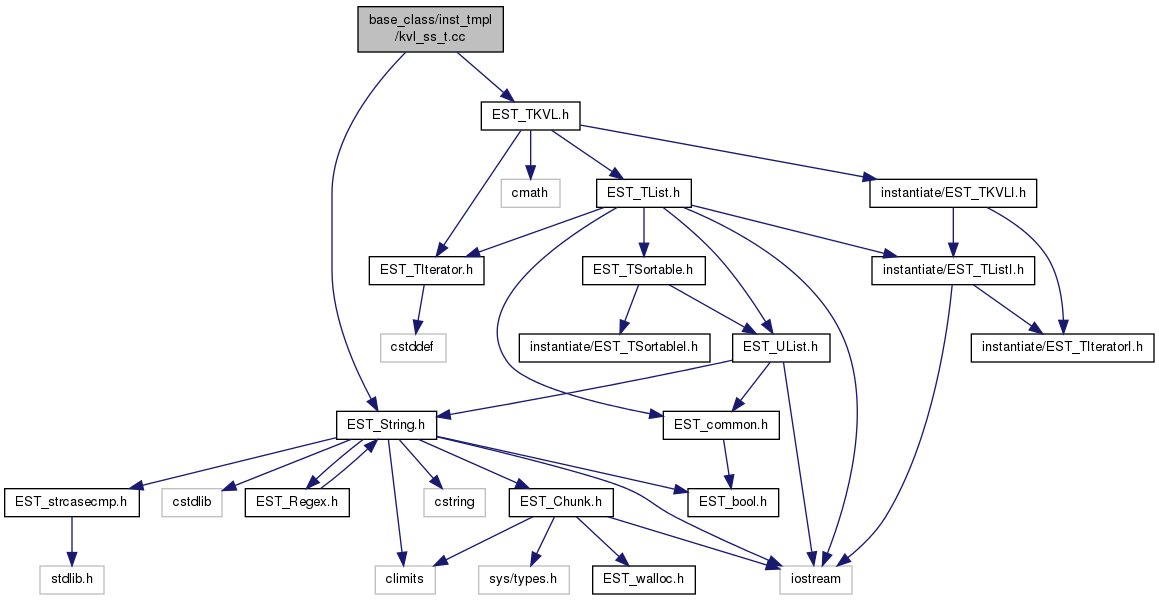 base_class/inst_tmpl
/kvl_ss_t.cc
EST_TKVL.h
cmath
EST_TList.h
instantiate/EST_TKVLI.h
EST_TIterator.h
EST_TSortable.h
instantiate/EST_TListI.h
cstddef
instantiate/EST_TSortableI.h
EST_UList.h
instantiate/EST_TIteratorI.h
EST_String.h
EST_common.h
EST_strcasecmp.h
cstdlib
EST_Regex.h
cstring
EST_Chunk.h
EST_bool.h
stdlib.h
climits
sys/types.h
EST_walloc.h
iostream